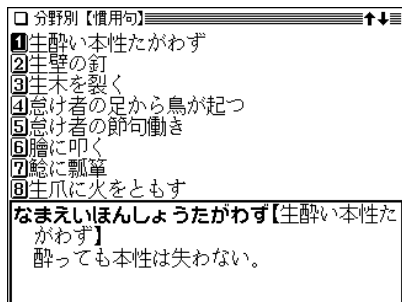 □ 分野別【慣用句】 ↑↓
1 生酔い本性たがわず
2 生壁の釘
3 生木を裂く
4 怠け者の足から鳥が起つ
5 怠け者の節句働き
6 膾に叩く
7 鯰に瓢箪
8 生爪に火をともす
なまえいほんしょうたがわず【生酔い本性た
がわず】
酔っても本性は失わない。